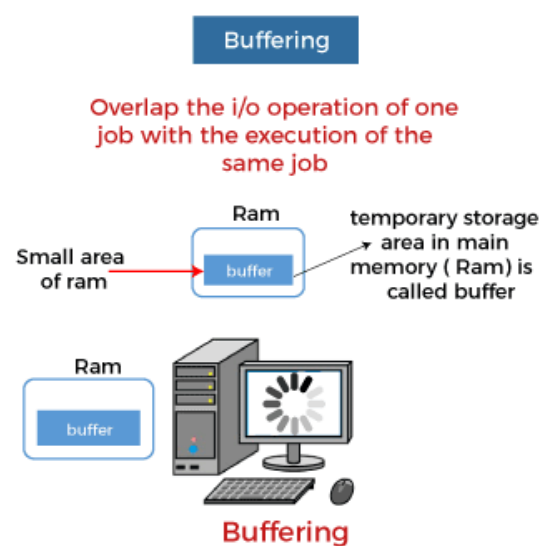 Buffering
Overlap the i/o operation of one
job with the execution of the
same job
Ram
Small area
of ram
buffer
temporary storage
area in main
memory ( Ram) is
called buffer
Ram
buffer
Buffering